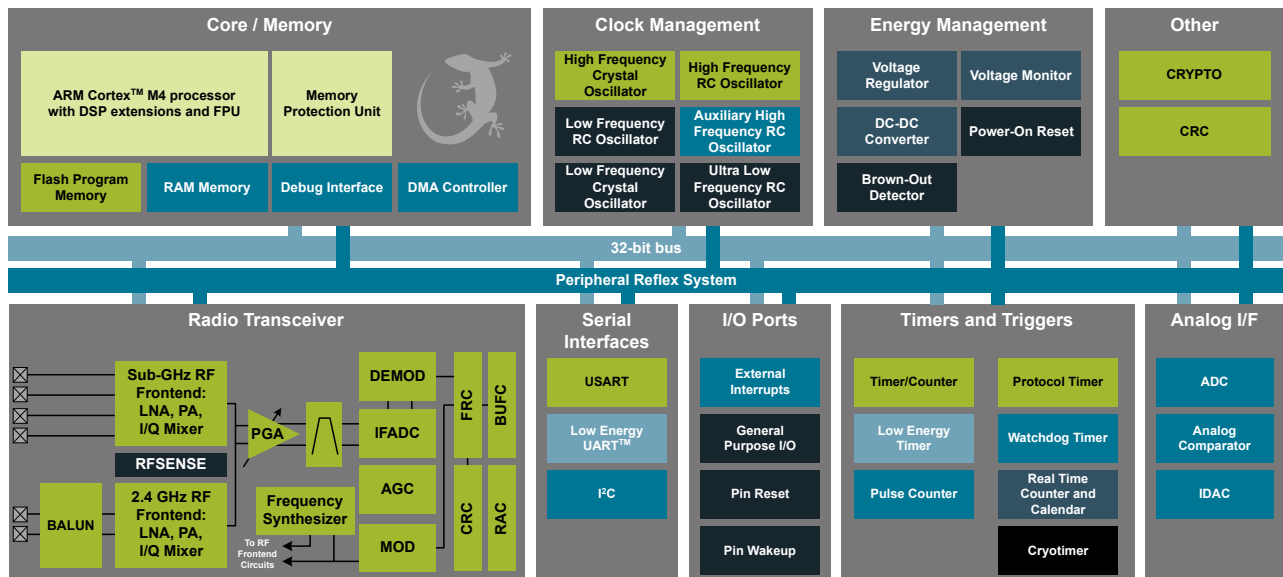 Core / Memory
ARM Cortex™ M4 processor
with DSP extensions and FPU
Memory
Protection Unit
Flash Program
Memory
RAM Memory
Debug Interface
DMA Controller
Clock Management
High Frequency
Crystal
Oscillator
High Frequency
RC Oscillator
Low Frequency
RC Oscillator
Auxiliary High
Frequency RC
Oscillator
Low Frequency
Crystal
Oscillator
Ultra Low
Frequency RC
Oscillator
Energy Management
Voltage
Regulator
Voltage Monitor
DC-DC
Converter
Power-On Reset
Brown-Out
Detector
Other
CRYPTO
CRC
32-bit bus
Peripheral Reflex System
Radio Transceiver
Sub-GHz RF
Frontend:
LNA, PA,
I/Q Mixer
RFSENSE
BALUN
2.4 GHz RF
Frontend:
LNA, PA,
I/Q Mixer
PGA
DEMOD
IFADC
AGC
Frequency
Synthesizer
MOD
To RF
Frontend
Circuits
FRC
BUFC
CRC
RAC
Serial
Interfaces
USART
Low Energy
UART™
I²C
I/O Ports
External
Interrupts
General
Purpose I/O
Pin Reset
Pin Wakeup
Timers and Triggers
Timer/Counter
Protocol Timer
Low Energy
Timer
Watchdog Timer
Pulse Counter
Real Time
Counter and
Calendar
Cryotimer
Analog I/F
ADC
Analog
Comparator
IDAC